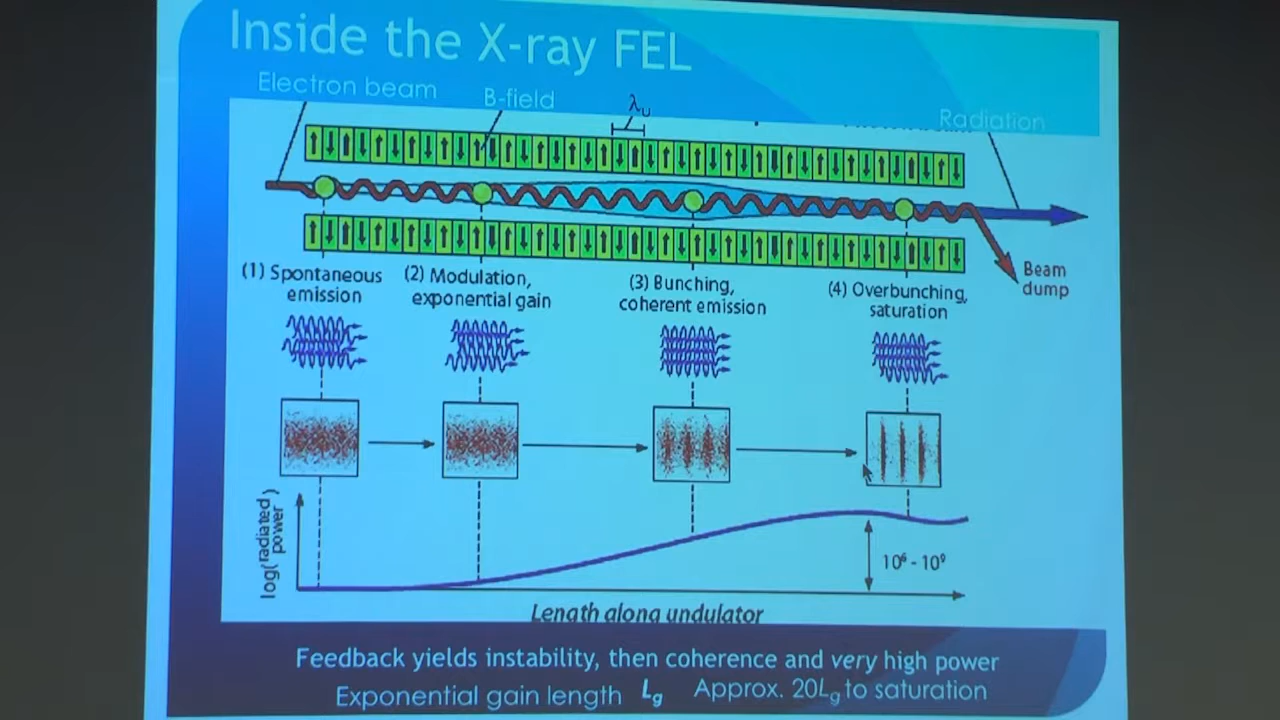 Inside the X-ray FEL
Electron beam
B-field
λU
Radiation
(1) Spontaneous
emission
(2) Modulation,
exponential gain
(3) Bunching,
coherent emission
(4) Overbunching,
saturation
Beam
dump
log(radiated
power)
10⁶ - 10⁹
Length along undulator
Feedback yields instability, then coherence and very high power
Exponential gain length Lg Approx. 20Lg to saturation